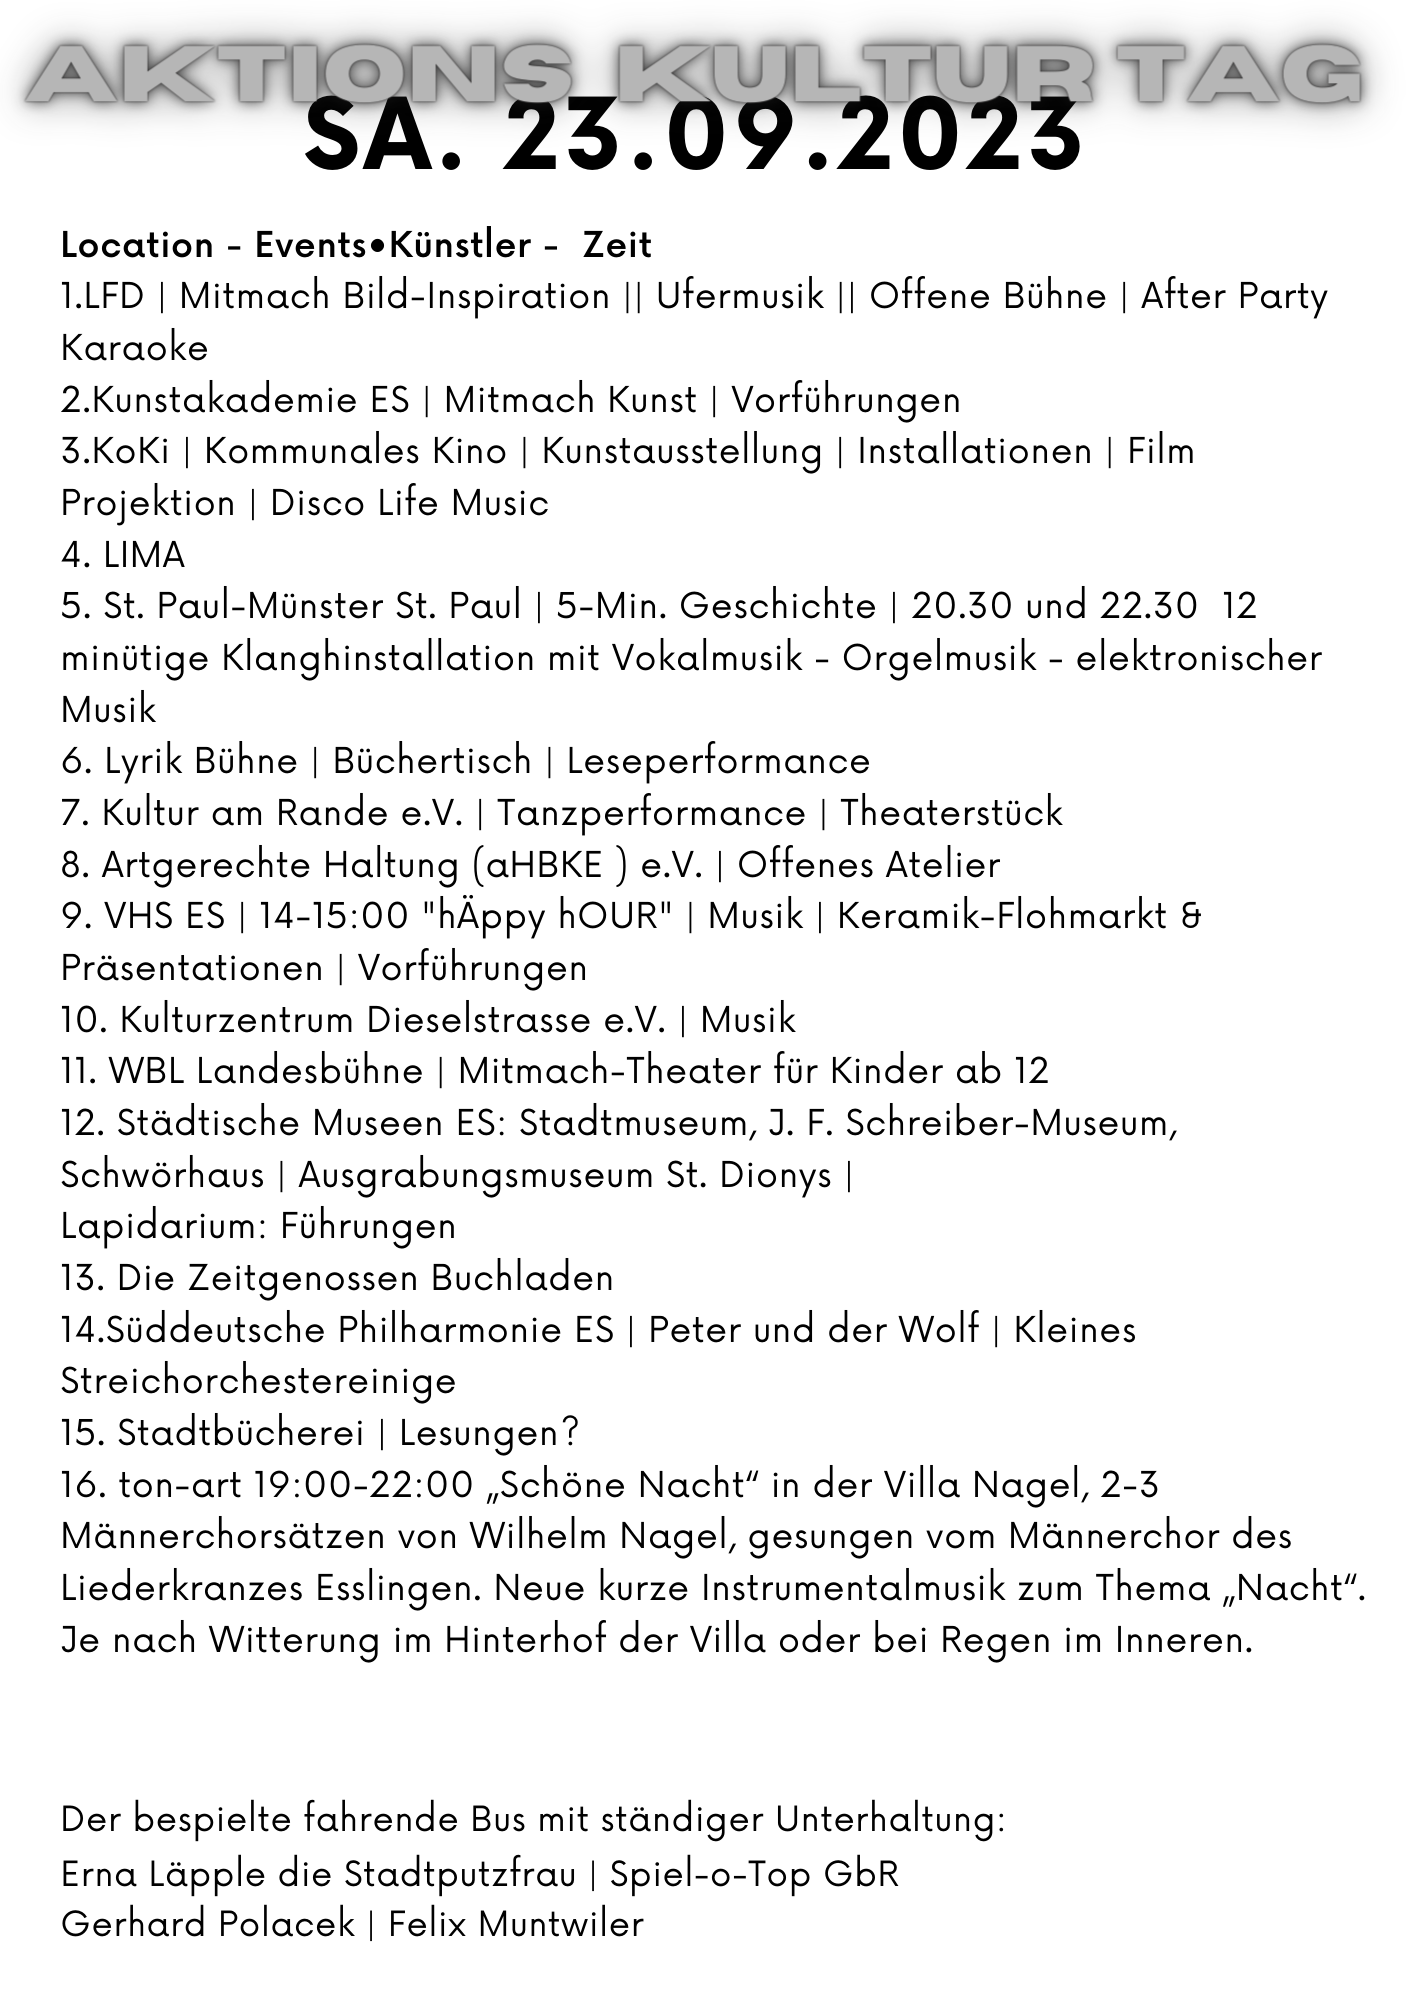 AKTIONS KULTUR TAG
SA. 23.09.2023
Location - Events•Künstler -  Zeit
1.LFD | Mitmach Bild-Inspiration || Ufermusik || Offene Bühne | After Party
Karaoke
2.Kunstakademie ES | Mitmach Kunst | Vorführungen
3.KoKi | Kommunales Kino | Kunstausstellung | Installationen | Film
Projektion | Disco Life Music
4. LIMA
5. St. Paul-Münster St. Paul | 5-Min. Geschichte | 20.30 und 22.30  12
minütige Klanghinstallation mit Vokalmusik - Orgelmusik - elektronischer
Musik
6. Lyrik Bühne | Büchertisch | Leseperformance
7. Kultur am Rande e.V. | Tanzperformance | Theaterstück
8. Artgerechte Haltung (aHBKE ) e.V. | Offenes Atelier
9. VHS ES | 14-15:00 "hÄppy hOUR" | Musik | Keramik-Flohmarkt &
Präsentationen | Vorführungen
10. Kulturzentrum Dieselstrasse e.V. | Musik
11. WBL Landesbühne | Mitmach-Theater für Kinder ab 12
12. Städtische Museen ES: Stadtmuseum, J. F. Schreiber-Museum,
Schwörhaus | Ausgrabungsmuseum St. Dionys |
Lapidarium: Führungen
13. Die Zeitgenossen Buchladen
14.Süddeutsche Philharmonie ES | Peter und der Wolf | Kleines
Streichorchestereinige
15. Stadtbücherei | Lesungen?
16. ton-art 19:00-22:00 „Schöne Nacht“ in der Villa Nagel, 2-3
Männerchorsätzen von Wilhelm Nagel, gesungen vom Männerchor des
Liederkranzes Esslingen. Neue kurze Instrumentalmusik zum Thema „Nacht“.
Je nach Witterung im Hinterhof der Villa oder bei Regen im Inneren.
Der bespielte fahrende Bus mit ständiger Unterhaltung:
Erna Läpple die Stadtputzfrau | Spiel-o-Top GbR
Gerhard Polacek | Felix Muntwiler